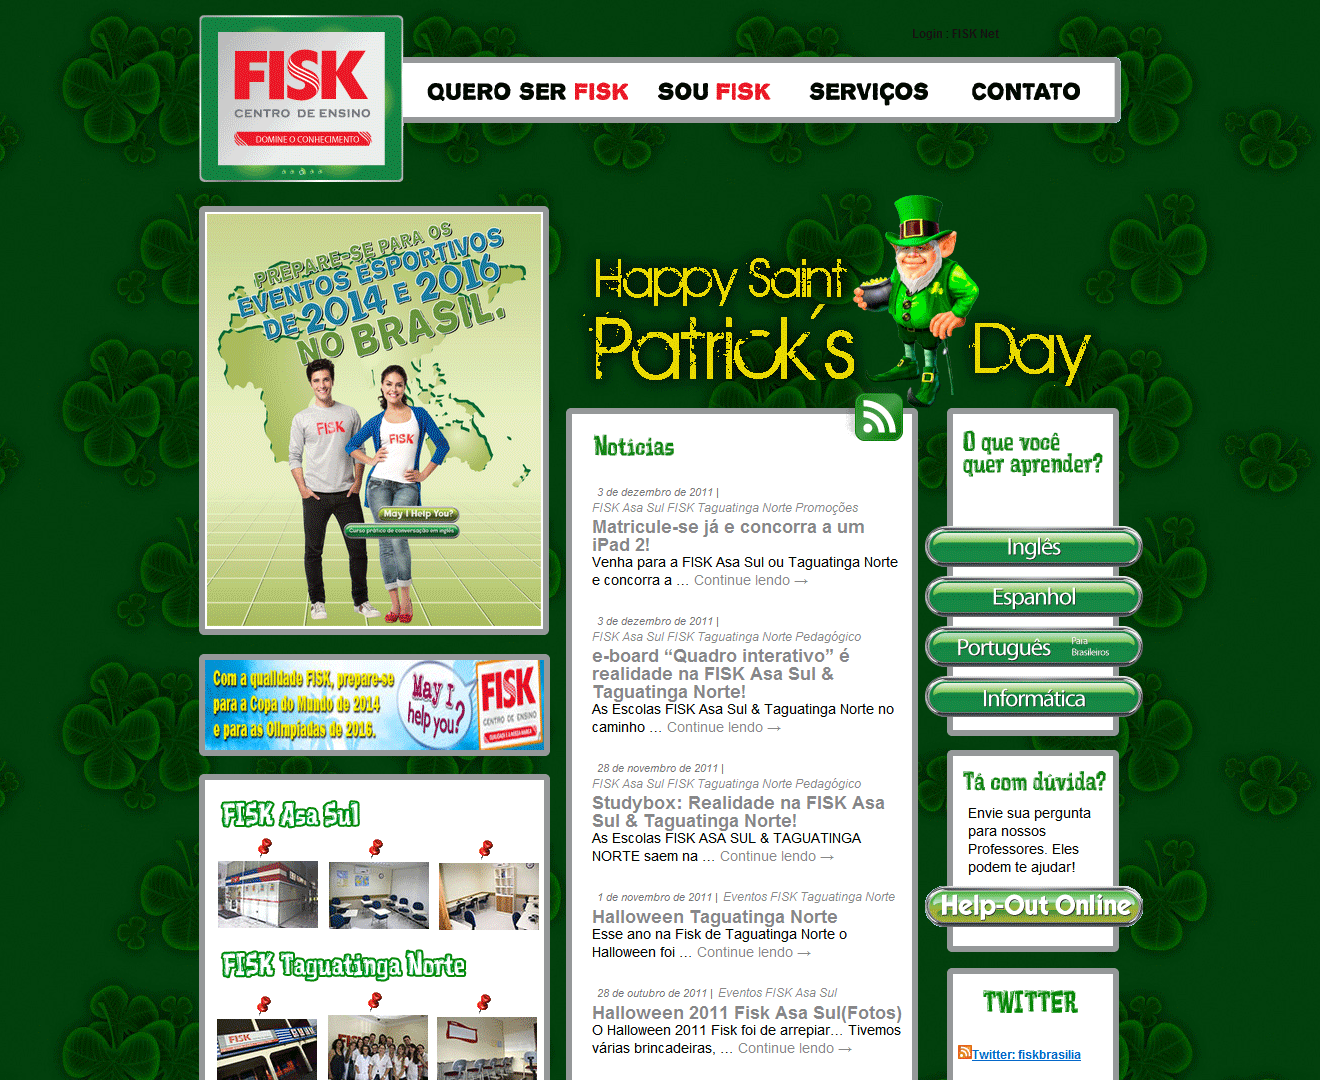 Login : FISK Net
FISK
CENTRO DE ENSINO
DOMINE O CONHECIMENTO
QUERO SER FISK
SOU FISK
SERVIÇOS
CONTATO
PREPARE-SE PARA OS
EVENTOS ESPORTIVOS
DE 2014 E 2016
NO BRASIL.
FISK
FISK
May I Help You?
Curso prático de conversação em inglês
Happy Saint
Patrick´s Day
Com a qualidade FISK, prepare-se
para a Copa do Mundo de 2014
e para as Olimpíadas de 2016.
May I
help you?
FISK
CENTRO DE ENSINO
QUALIDADE É A NOSSA MARCA
FISK Asa Sul
FISK Taguatinga Norte
FISK
Notícias
3 de dezembro de 2011 |
FISK Asa Sul FISK Taguatinga Norte Promoções
Matricule-se já e concorra a um
iPad 2!
Venha para a FISK Asa Sul ou Taguatinga Norte
e concorra a … Continue lendo →
3 de dezembro de 2011 |
FISK Asa Sul FISK Taguatinga Norte Pedagógico
e-board “Quadro interativo” é
realidade na FISK Asa Sul &
Taguatinga Norte!
As Escolas FISK Asa Sul & Taguatinga Norte no
caminho … Continue lendo →
28 de novembro de 2011 |
FISK Asa Sul FISK Taguatinga Norte Pedagógico
Studybox: Realidade na FISK Asa
Sul & Taguatinga Norte!
As Escolas FISK ASA SUL & TAGUATINGA
NORTE saem na … Continue lendo →
1 de novembro de 2011 | Eventos FISK Taguatinga Norte
Halloween Taguatinga Norte
Esse ano na Fisk de Taguatinga Norte o
Halloween foi … Continue lendo →
28 de outubro de 2011 | Eventos FISK Asa Sul
Halloween 2011 Fisk Asa Sul(Fotos)
O Halloween 2011 Fisk foi de arrepiar… Tivemos
várias brincadeiras, … Continue lendo →
O que você
quer aprender?
Inglês
Espanhol
Português Para
Brasileiros
Informática
Tá com dúvida?
Envie sua pergunta
para nossos
Professores. Eles
podem te ajudar!
Help-Out Online
TWITTER
Twitter: fiskbrasilia